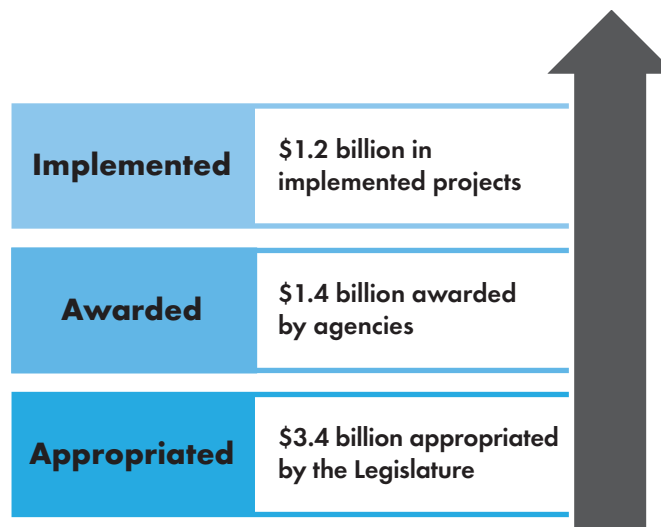 Implemented
$1.2 billion in
implemented projects
Awarded
$1.4 billion awarded
by agencies
Appropriated
$3.4 billion appropriated
by the Legislature